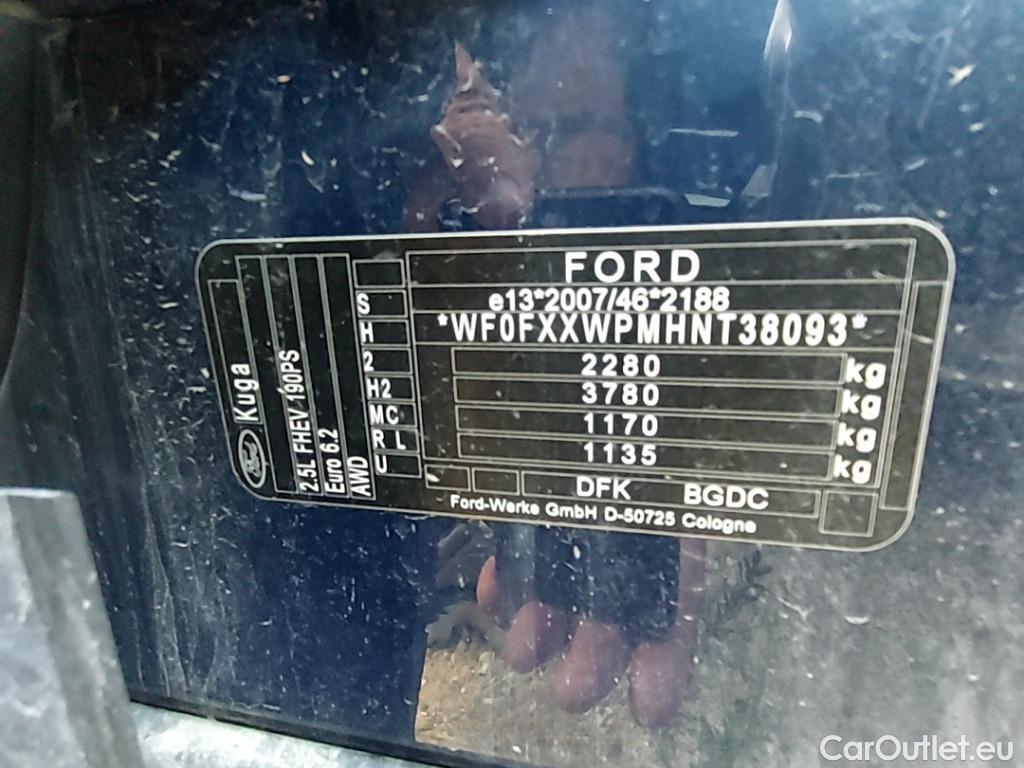 FORD
e13*2007/46*2188
*WF0FXXWPMHNT38093*
2280 kg
3780 kg
1170 kg
1135 kg
DFK BGDC
Ford-Werke GmbH D-50725 Cologne
Ford Kuga
2.5L FHEV 190PS
Euro 6.2
AWD
S
H
2
H2
MC
R L
U
CarOutlet.eu